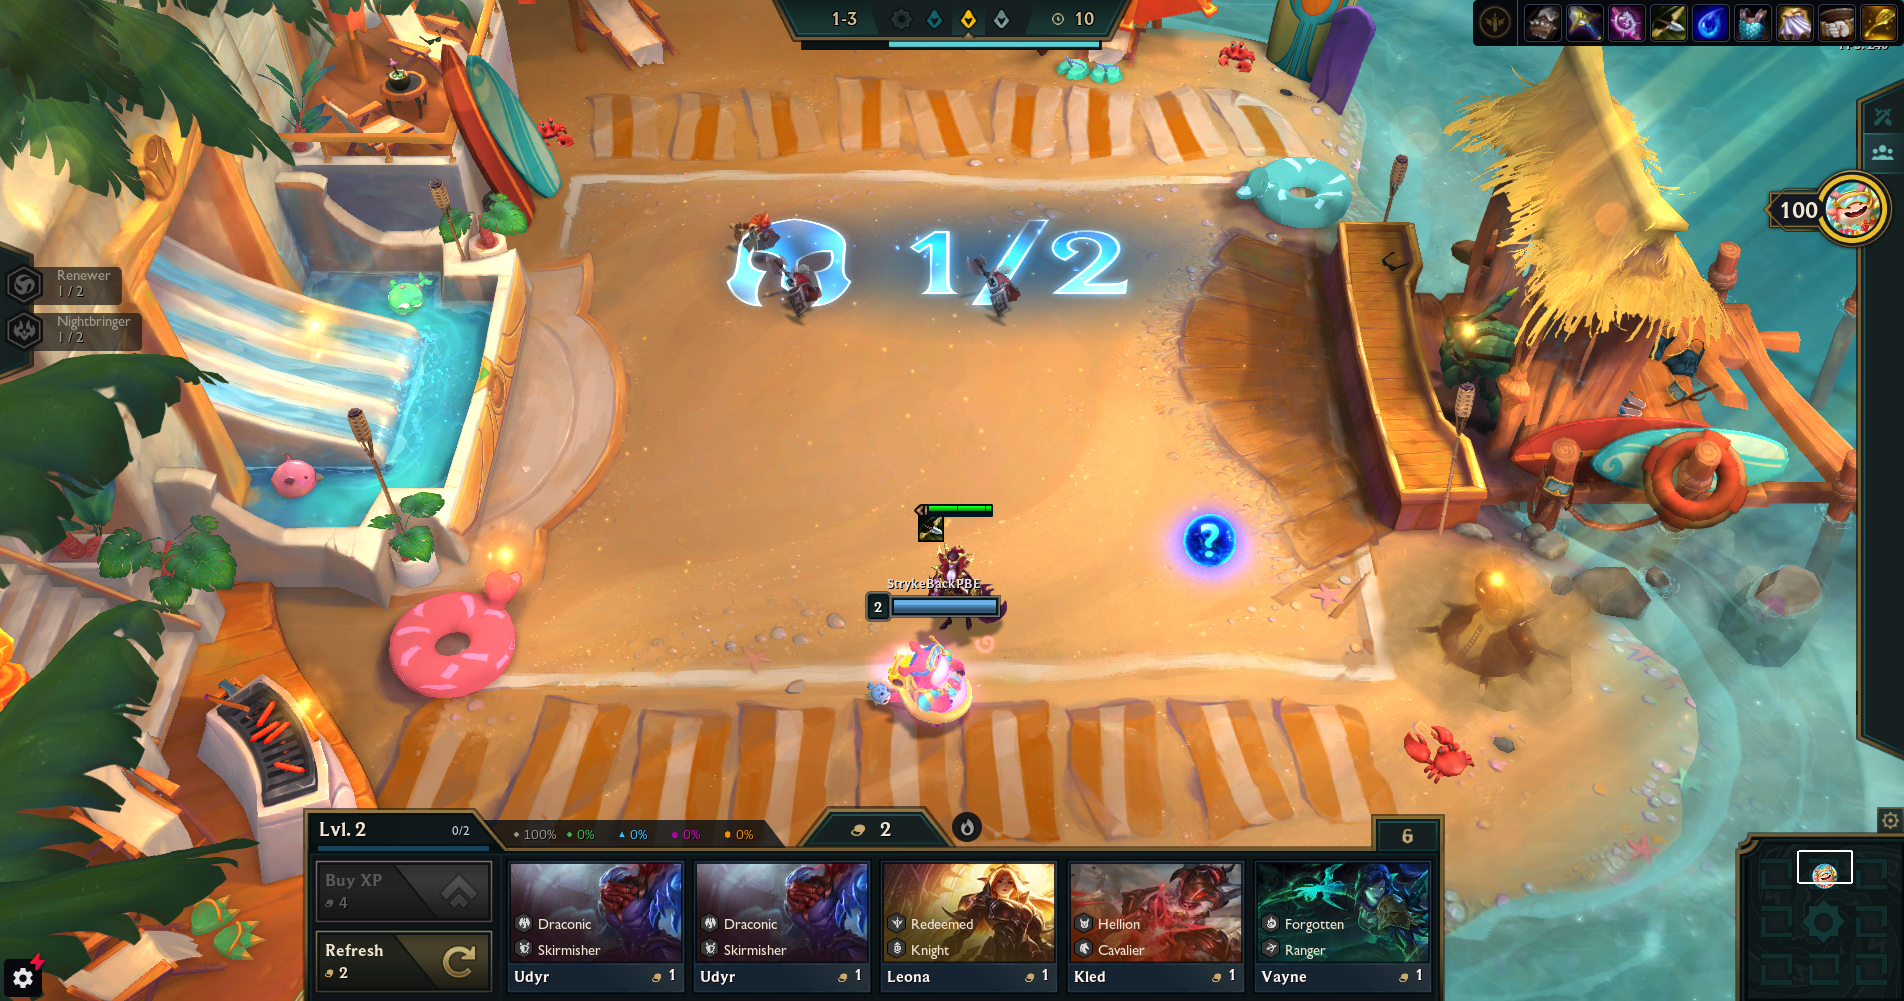 1-3
10
100
Renewer
1 / 2
Nightbringer
1 / 2
1/2
?
StrykeBackPBE
2
Lvl. 2
0/2
100%
0%
0%
0%
0%
2
6
Buy XP
4
Refresh
2
Draconic
Skirmisher
Udyr
1
Draconic
Skirmisher
Udyr
1
Redeemed
Knight
Leona
1
Hellion
Cavalier
Kled
1
Forgotten
Ranger
Vayne
1